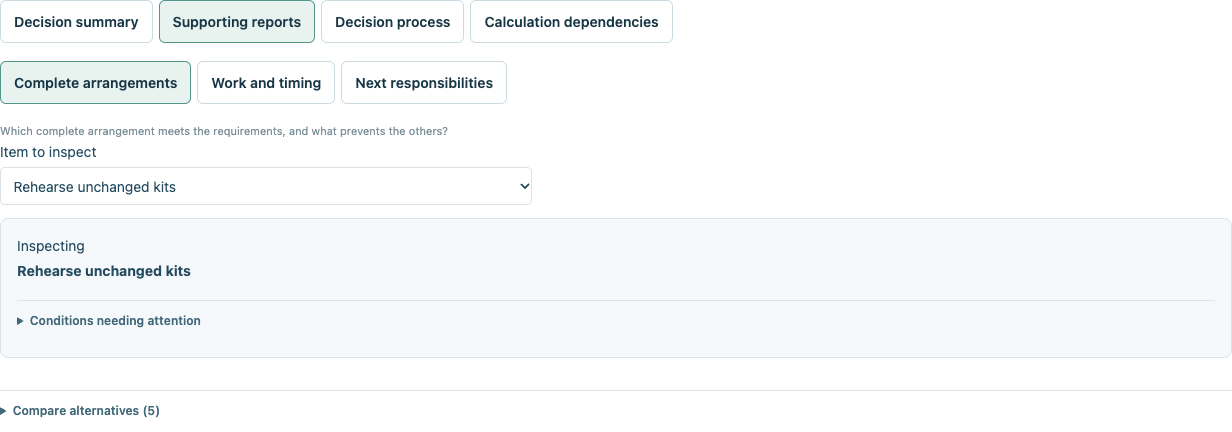 Decision summary
Supporting reports
Decision process
Calculation dependencies
Complete arrangements
Work and timing
Next responsibilities
Which complete arrangement meets the requirements, and what prevents the others?
Item to inspect
Rehearse unchanged kits
Inspecting
Rehearse unchanged kits
Conditions needing attention
Compare alternatives (5)